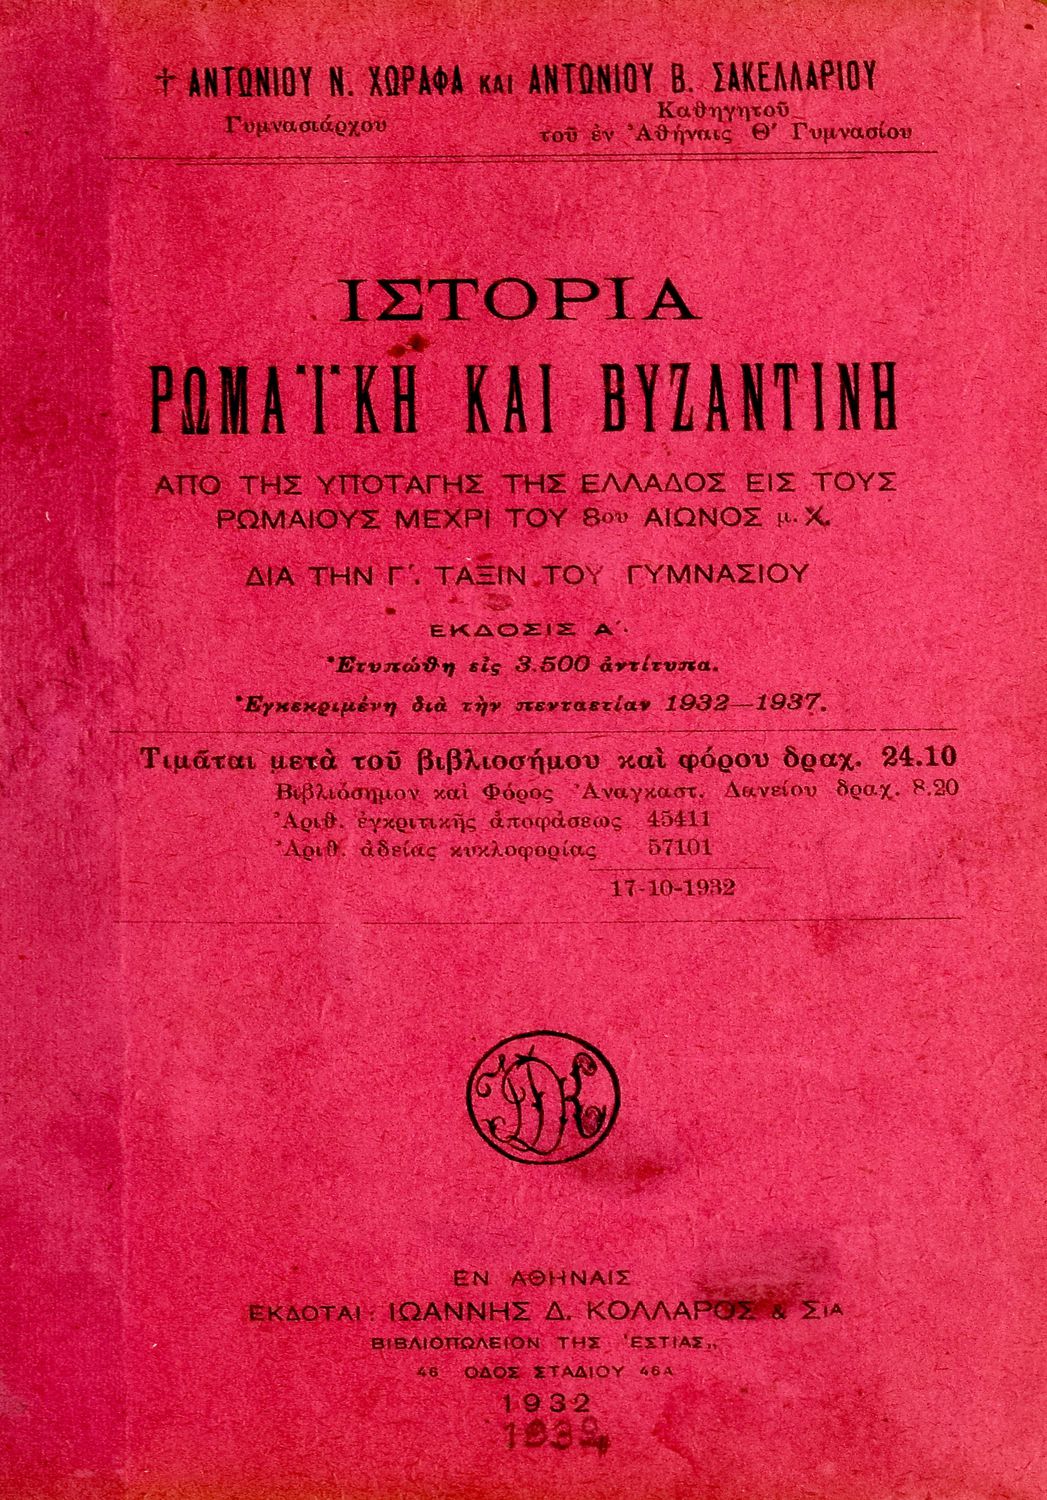 † ΑΝΤΩΝΙΟΥ Ν. ΧΩΡΑΦΑ ΚΑΙ ΑΝΤΩΝΙΟΥ Β. ΣΑΚΕΛΛΑΡΙΟΥ
Γυμνασιάρχου Καθηγητοῦ
τοῦ ἐν Ἀθήναις Θ' Γυμνασίου
ΙΣΤΟΡΙΑ
ΡΩΜΑΪΚΗ ΚΑΙ ΒΥΖΑΝΤΙΝΗ
ΑΠΟ ΤΗΣ ΥΠΟΤΑΓΗΣ ΤΗΣ ΕΛΛΑΔΟΣ ΕΙΣ ΤΟΥΣ
ΡΩΜΑΙΟΥΣ ΜΕΧΡΙ ΤΟΥ 8ου ΑΙΩΝΟΣ μ. Χ.
ΔΙΑ ΤΗΝ Γ'. ΤΑΞΙΝ ΤΟΥ ΓΥΜΝΑΣΙΟΥ
ΕΚΔΟΣΙΣ Α'.
Ἐτυπώθη εἰς 3.500 ἀντίτυπα.
Ἐγκεκριμένη διὰ τὴν πενταετίαν 1932—1937.
Τιμᾶται μετὰ τοῦ βιβλιοσήμου καὶ φόρου δραχ. 24.10
Βιβλιόσημον καὶ Φόρος Ἀναγκαστ. Δανείου δραχ. 8.20
Ἀριθ. ἐγκριτικῆς ἀποφάσεως 45411
Ἀριθ. ἀδείας κυκλοφορίας 57101
17-10-1932
ΙΔΚ
ΕΝ ΑΘΗΝΑΙΣ
ΕΚΔΟΤΑΙ: ΙΩΑΝΝΗΣ Δ. ΚΟΛΛΑΡΟΣ & ΣΙΑ
ΒΙΒΛΙΟΠΩΛΕΙΟΝ ΤΗΣ "ΕΣΤΙΑΣ"
46 ΟΔΟΣ ΣΤΑΔΙΟΥ 46Α
1932